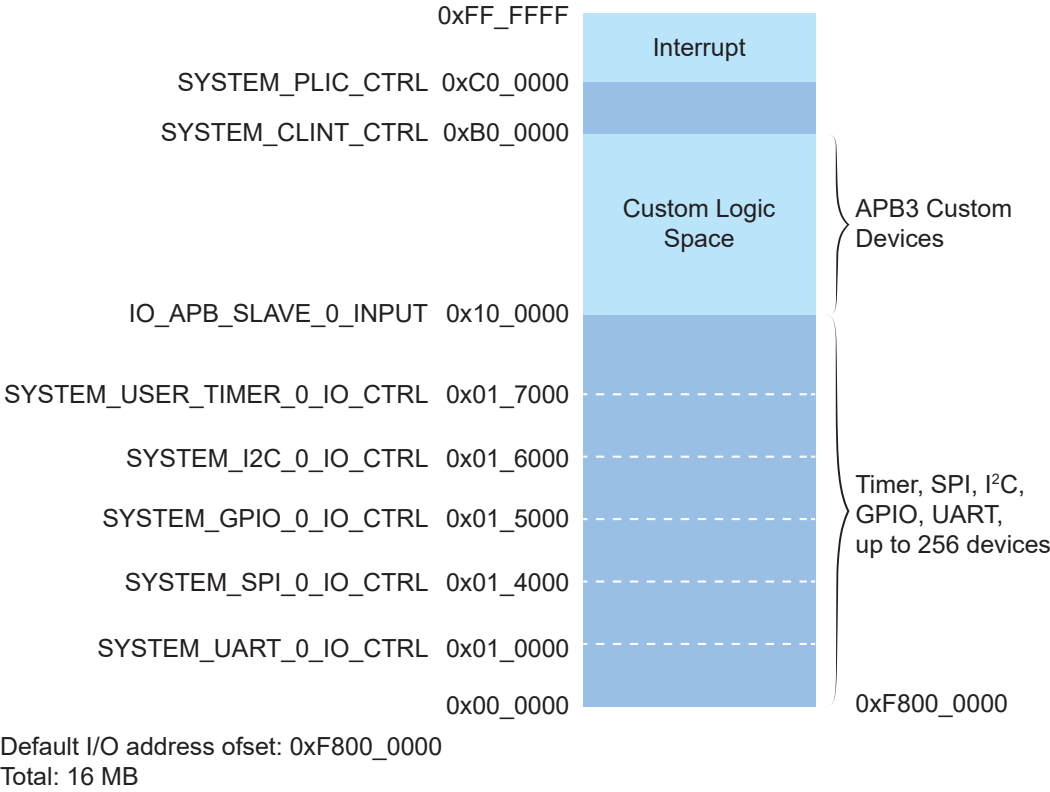 0xFF_FFFF
Interrupt
SYSTEM_PLIC_CTRL 0xC0_0000
SYSTEM_CLINT_CTRL 0xB0_0000
Custom Logic
Space
APB3 Custom
Devices
IO_APB_SLAVE_0_INPUT 0x10_0000
SYSTEM_USER_TIMER_0_IO_CTRL 0x01_7000
SYSTEM_I2C_0_IO_CTRL 0x01_6000
SYSTEM_GPIO_0_IO_CTRL 0x01_5000
SYSTEM_SPI_0_IO_CTRL 0x01_4000
SYSTEM_UART_0_IO_CTRL 0x01_0000
Timer, SPI, I²C,
GPIO, UART,
up to 256 devices
0x00_0000
0xF800_0000
Default I/O address ofset: 0xF800_0000
Total: 16 MB